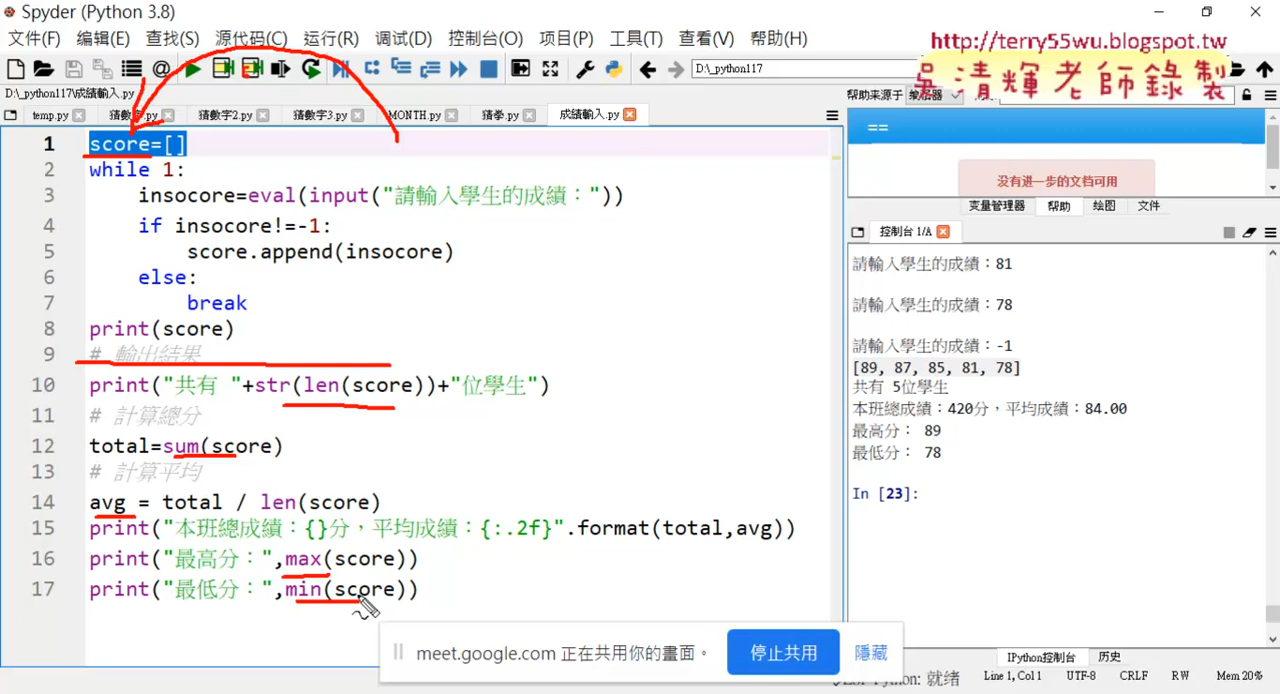 Spyder (Python 3.8)
文件(F) 编辑(E) 查找(S) 源代码(C) 运行(R) 调试(D) 控制台(O) 项目(P) 工具(T) 查看(V) 帮助(H)
http://terry55wu.blogspot.tw
吳清輝老師錄製
D:\_python117
D:\_python117\成績輸入.py
帮助来源于
temp.py 猜數字2.py 猜數字3.py MONTH.py 猜拳.py 成績輸入.py
==
1 score=[]
2 while 1:
3 insocore=eval(input("請輸入學生的成績："))
4 if insocore!=-1:
5 score.append(insocore)
6 else:
7 break
8 print(score)
9 # 輸出結果
10 print("共有 "+str(len(score))+"位學生")
11 # 計算總分
12 total=sum(score)
13 # 計算平均
14 avg = total / len(score)
15 print("本班總成績：{}分，平均成績：{:.2f}".format(total,avg))
16 print("最高分：",max(score))
17 print("最低分：",min(score))
没有进一步的文档可用
变量管理器 帮助 绘图 文件
控制台 1/A
請輸入學生的成績：81
請輸入學生的成績：78
請輸入學生的成績：-1
[89, 87, 85, 81, 78]
共有 5位學生
本班總成績：420分，平均成績：84.00
最高分： 89
最低分： 78
In [23]:
meet.google.com 正在共用你的畫面。 停止共用 隱藏
IPython控制台 历史
Python: 就绪 Line 1, Col 1 UTF-8 CRLF RW Mem 20%